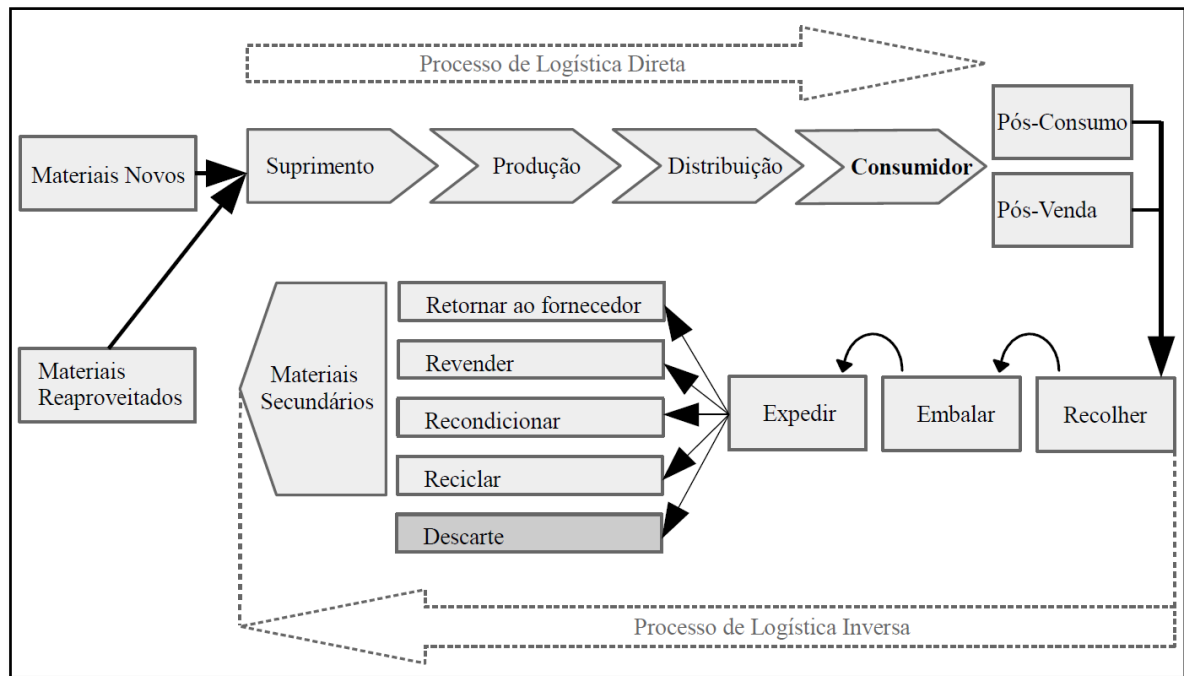 Processo de Logística Direta
Materiais Novos
Suprimento
Produção
Distribuição
Consumidor
Pós-Consumo
Pós-Venda
Materiais
Reaproveitados
Materiais
Secundários
Retornar ao fornecedor
Revender
Recondicionar
Reciclar
Descarte
Expedir
Embalar
Recolher
Processo de Logística Inversa